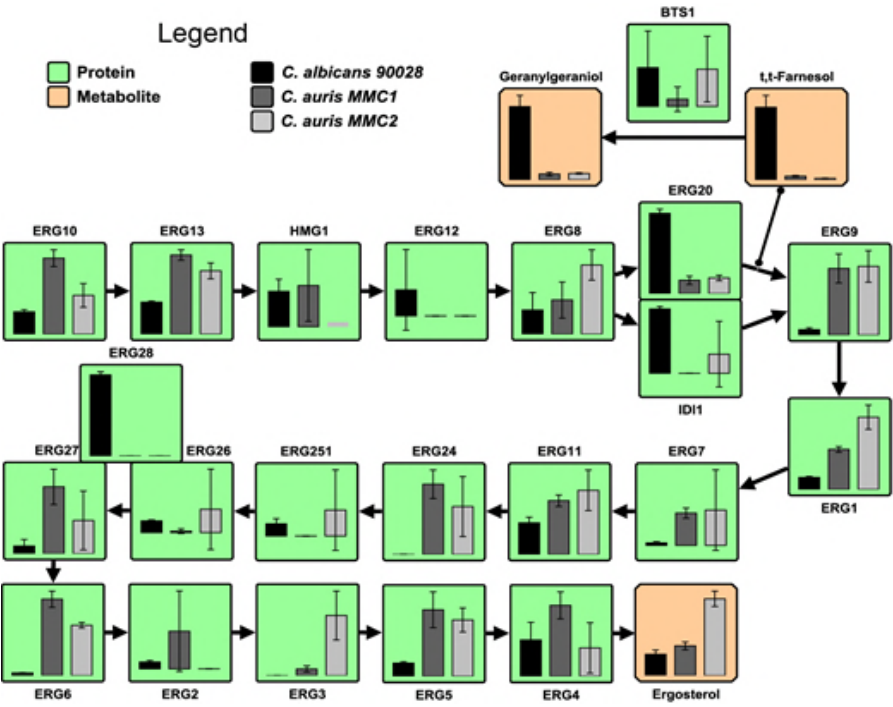 Legend
Protein
Metabolite
C. albicans 90028
C. auris MMC1
C. auris MMC2
BTS1
Geranylgeraniol
t,t-Farnesol
ERG20
ERG10
ERG13
HMG1
ERG12
ERG8
ERG9
IDI1
ERG28
ERG27
ERG26
ERG251
ERG24
ERG11
ERG7
ERG1
ERG6
ERG2
ERG3
ERG5
ERG4
Ergosterol